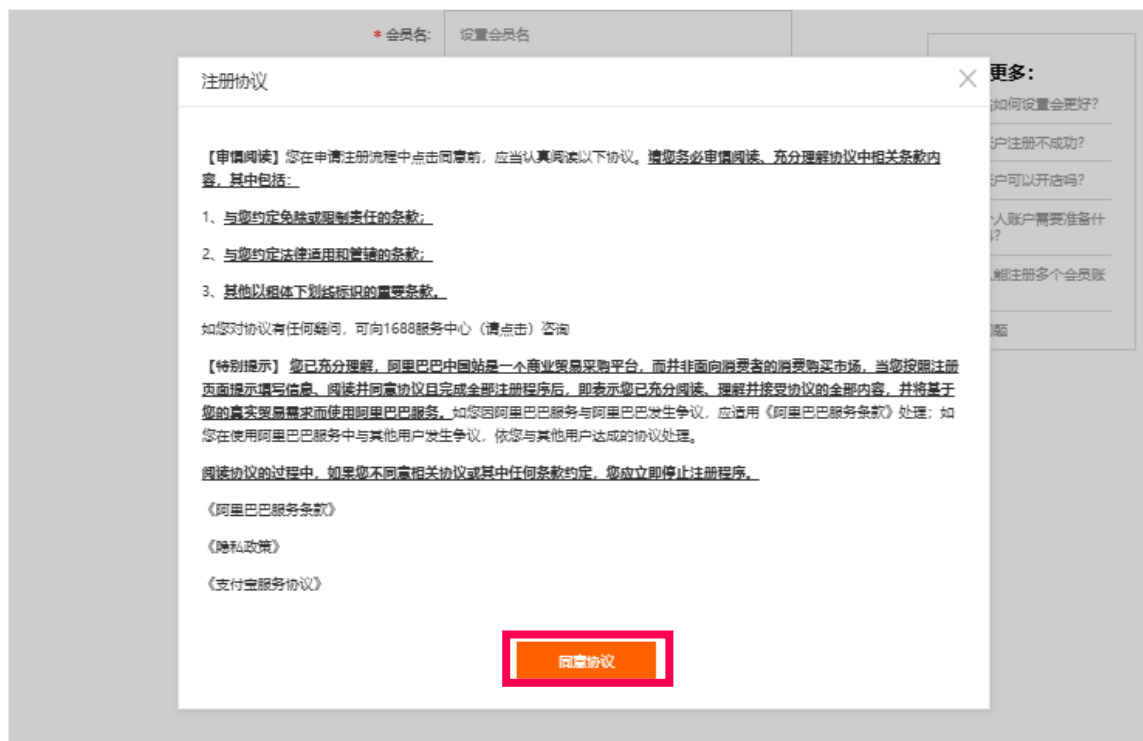 * 会员名: 设置会员名
注册协议
更多：
如何设置会更好?
户注册不成功?
户可以开店吗?
人账户需要准备什
?
能注册多个会员账
题
【审慎阅读】您在申请注册流程中点击同意前，应当认真阅读以下协议。请您务必审慎阅读、充分理解协议中相关条款内
容，其中包括：
1、与您约定免除或限制责任的条款；
2、与您约定法律适用和管辖的条款；
3、其他以粗体下划线标识的重要条款。
如您对协议有任何疑问，可向1688服务中心（请点击）咨询
【特别提示】您已充分理解，阿里巴巴中国站是一个商业贸易采购平台，而并非面向消费者的消费购买市场，当您按照注册
页面提示填写信息、阅读并同意协议且完成全部注册程序后，即表示您已充分阅读、理解并接受协议的全部内容，并将基于
您的真实贸易需求而使用阿里巴巴服务。如您因阿里巴巴服务与阿里巴巴发生争议，应适用《阿里巴巴服务条款》处理；如
您在使用阿里巴巴服务中与其他用户发生争议，依您与其他用户达成的协议处理。
阅读协议的过程中，如果您不同意相关协议或其中任何条款约定，您应立即停止注册程序。
《阿里巴巴服务条款》
《隐私政策》
《支付宝服务协议》
同意协议